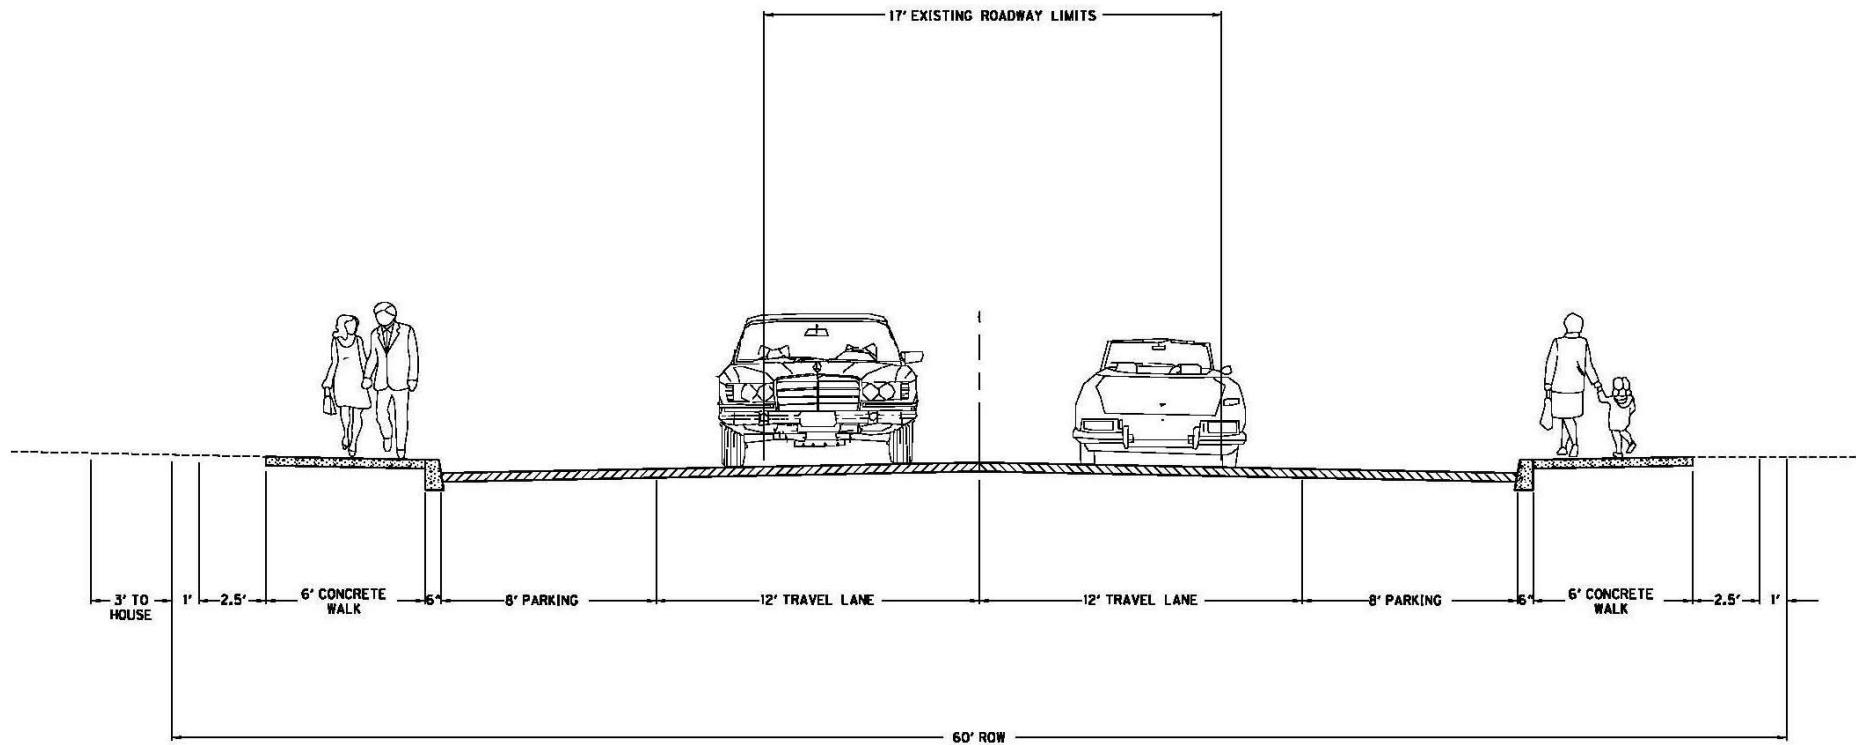 17' EXISTING ROADWAY LIMITS
3' TO
HOUSE
1'
2.5'
6' CONCRETE
WALK
6"
8' PARKING
12' TRAVEL LANE
12' TRAVEL LANE
8' PARKING
6"
6' CONCRETE
WALK
2.5'
1'
60' ROW